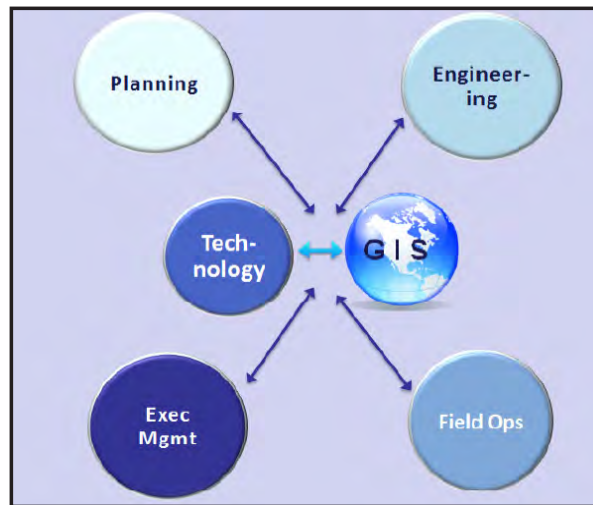 Planning
Engineer-
ing
Tech-
nology
G I S
Exec
Mgmt
Field Ops